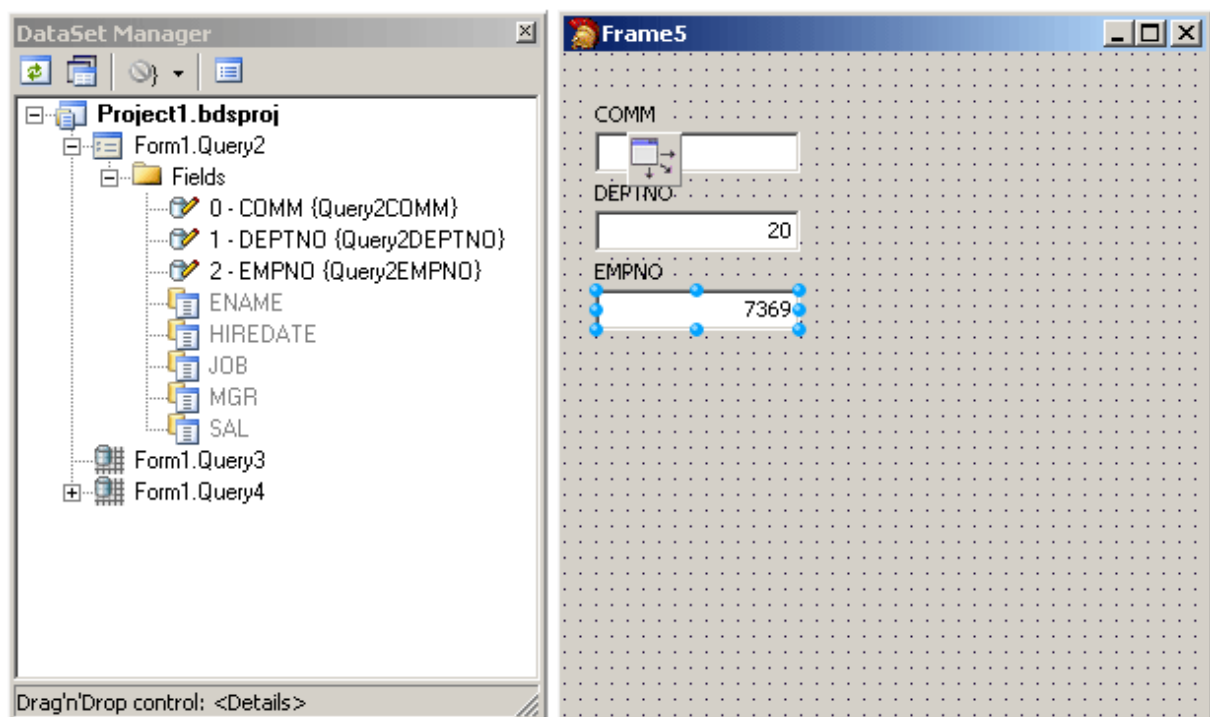 DataSet Manager
Project1.bdsproj
Form1.Query2
Fields
0 - COMM {Query2COMM}
1 - DEPTNO {Query2DEPTNO}
2 - EMPNO {Query2EMPNO}
ENAME
HIREDATE
JOB
MGR
SAL
Form1.Query3
Form1.Query4
Drag'n'Drop control: <Details>
Frame5
COMM
DEPTNO
20
EMPNO
7369